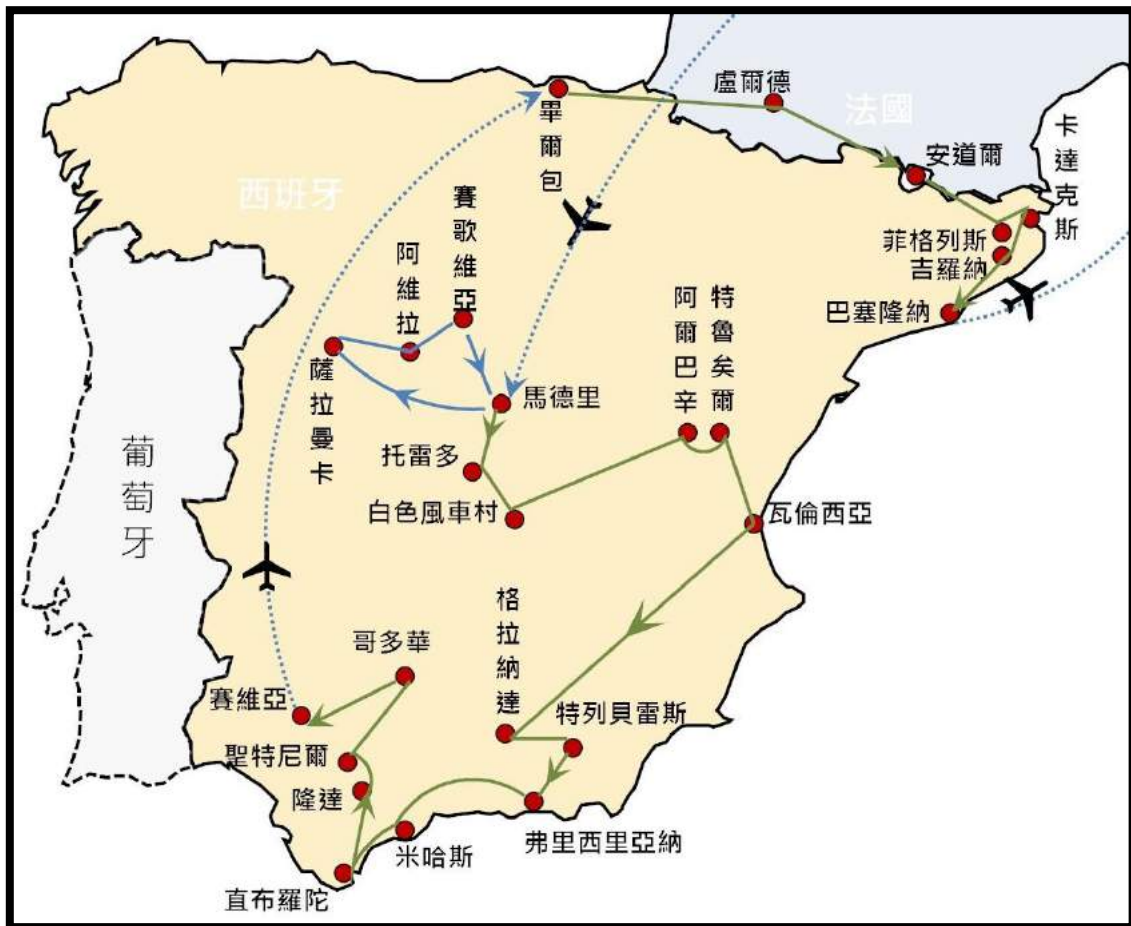 盧爾德
法國
畢爾包
安道爾
卡達克斯
西班牙
賽歌維亞
阿維拉
菲格列斯
吉羅納
巴塞隆納
特魯矣爾
阿爾巴辛
薩拉曼卡
馬德里
葡萄牙
托雷多
白色風車村
瓦倫西亞
格拉納達
哥多華
賽維亞
特列貝雷斯
聖特尼爾
隆達
弗里西里亞納
米哈斯
直布羅陀